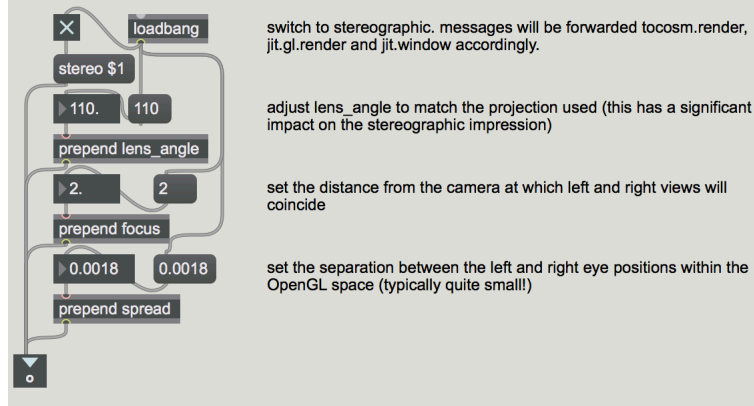 loadbang
switch to stereographic. messages will be forwarded tocosm.render,
jit.gl.render and jit.window accordingly.
stereo $1
110.
110
adjust lens_angle to match the projection used (this has a significant
impact on the stereographic impression)
prepend lens_angle
2.
2
set the distance from the camera at which left and right views will
coincide
prepend focus
0.0018
0.0018
set the separation between the left and right eye positions within the
OpenGL space (typically quite small!)
prepend spread